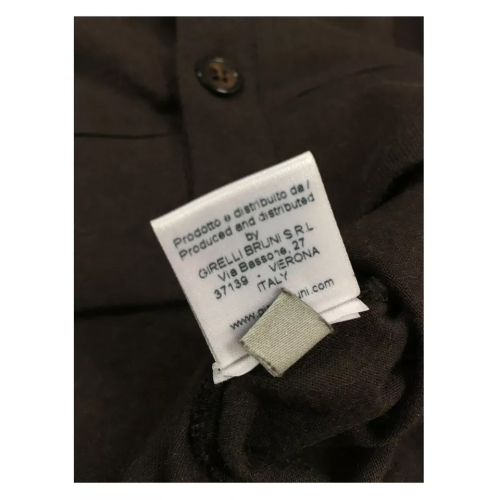 Prodotto e distribuito da /
Produced and distributed
by
GIRELLI BRUNI S.R.L
Via Bassone, 27
37139 - VERONA
ITALY